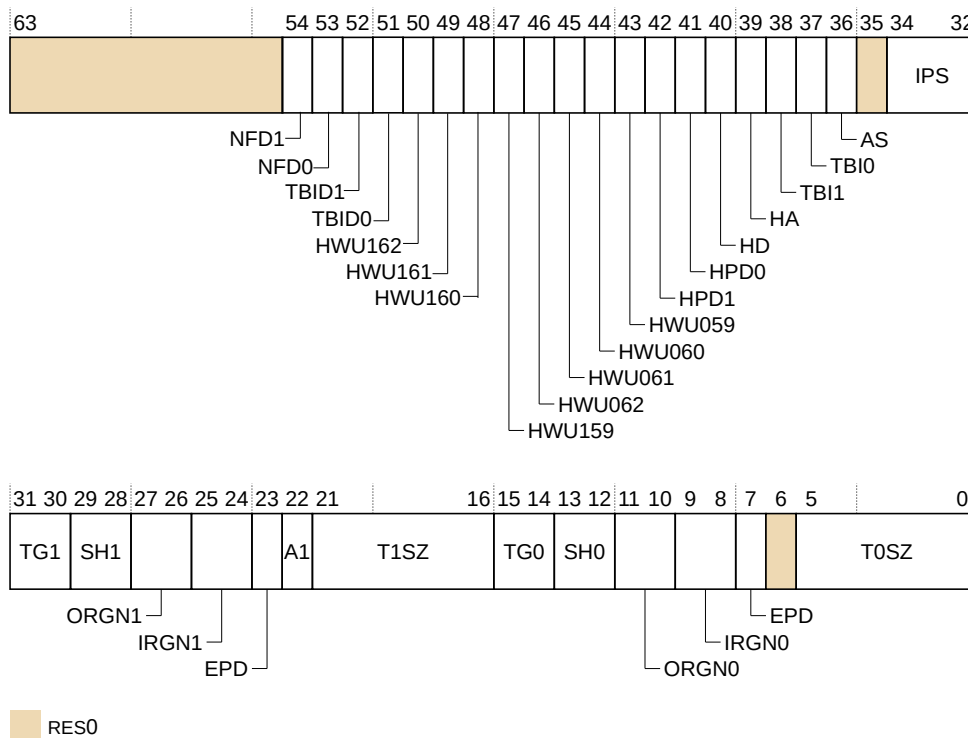 63 54 53 52 51 50 49 48 47 46 45 44 43 42 41 40 39 38 37 36 35 34 32
IPS
NFD1 AS
NFD0 TBI0
TBID1 TBI1
TBID0 HA
HWU162 HD
HWU161 HPD0
HWU160 HPD1
HWU059
HWU060
HWU061
HWU062
HWU159
31 30 29 28 27 26 25 24 23 22 21 16 15 14 13 12 11 10 9 8 7 6 5 0
TG1 SH1 A1 T1SZ TG0 SH0 T0SZ
ORGN1 EPD
IRGN1 IRGN0
EPD ORGN0
RES0